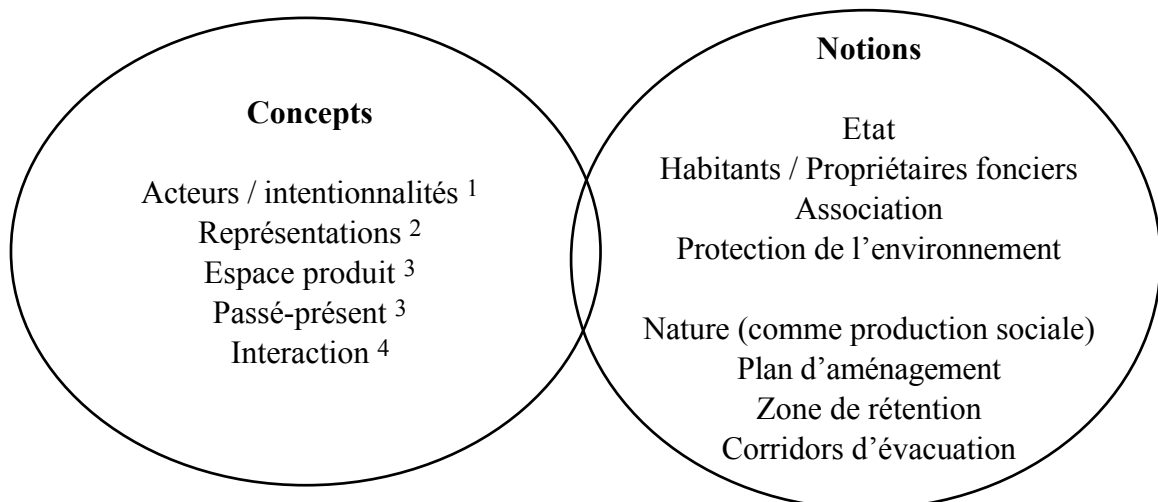 Concepts
Acteurs / intentionnalités 1
Représentations 2
Espace produit 3
Passé-présent 3
Interaction 4
Notions
Etat
Habitants / Propriétaires fonciers
Association
Protection de l’environnement
Nature (comme production sociale)
Plan d’aménagement
Zone de rétention
Corridors d’évacuation